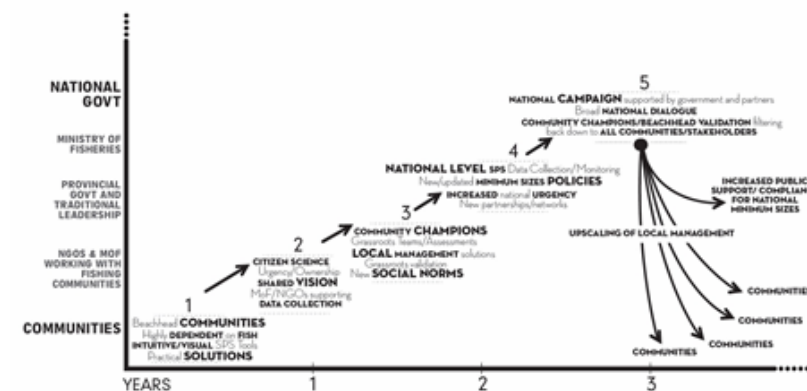 NATIONAL
GOVT
MINISTRY OF
FISHERIES
PROVINCIAL
GOVT AND
TRADITIONAL
LEADERSHIP
NGOS & MOF
WORKING WITH
FISHING
COMMUNITIES
COMMUNITIES
1
Beachhead COMMUNITIES
Highly DEPENDENT on FISH
INTUITIVE/VISUAL SPS Tools
Practical SOLUTIONS
2
CITIZEN SCIENCE
Urgency/Ownership
SHARED VISION
MoF/NGOs supporting
DATA COLLECTION
3
COMMUNITY CHAMPIONS
Grassroots Teams/Assessments
LOCAL MANAGEMENT solutions
Grassroots validation
New SOCIAL NORMS
4
NATIONAL LEVEL SPS Data Collection/Monitoring
New/updated MINIMUM SIZES POLICIES
INCREASED national URGENCY
New partnerships/networks
5
NATIONAL CAMPAIGN supported by government and partners
Broad NATIONAL DIALOGUE
COMMUNITY CHAMPIONS/BEACHHEAD VALIDATION filtering
back down to ALL COMMUNITIES/STAKEHOLDERS
INCREASED PUBLIC
SUPPORT/ COMPLIAN
FOR NATIONAL
MINIMUM SIZES
UPSCALING OF LOCAL MANAGEMENT
COMMUNITIE
COMMUNITIES
COMMUNITIES
COMMUNITIES
YEARS 1 2 3